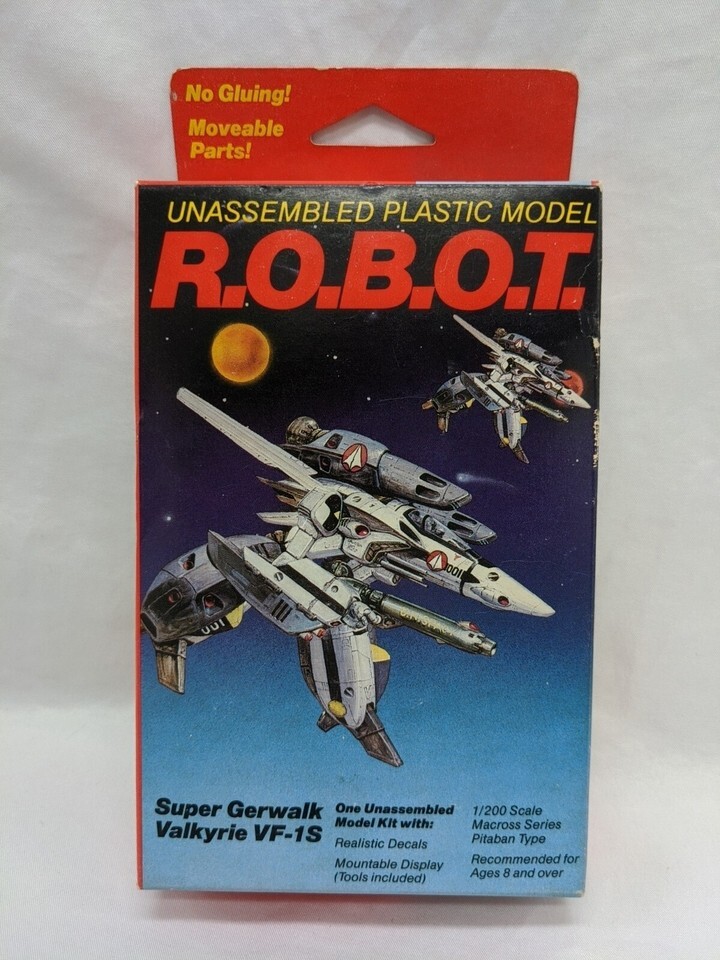 No Gluing!
Moveable
Parts!
UNASSEMBLED PLASTIC MODEL
R.O.B.O.T.
001
001
Super Gerwalk
Valkyrie VF-1S
One Unassembled
Model Kit with:
Realistic Decals
Mountable Display
(Tools included)
1/200 Scale
Macross Series
Pitaban Type
Recommended for
Ages 8 and over